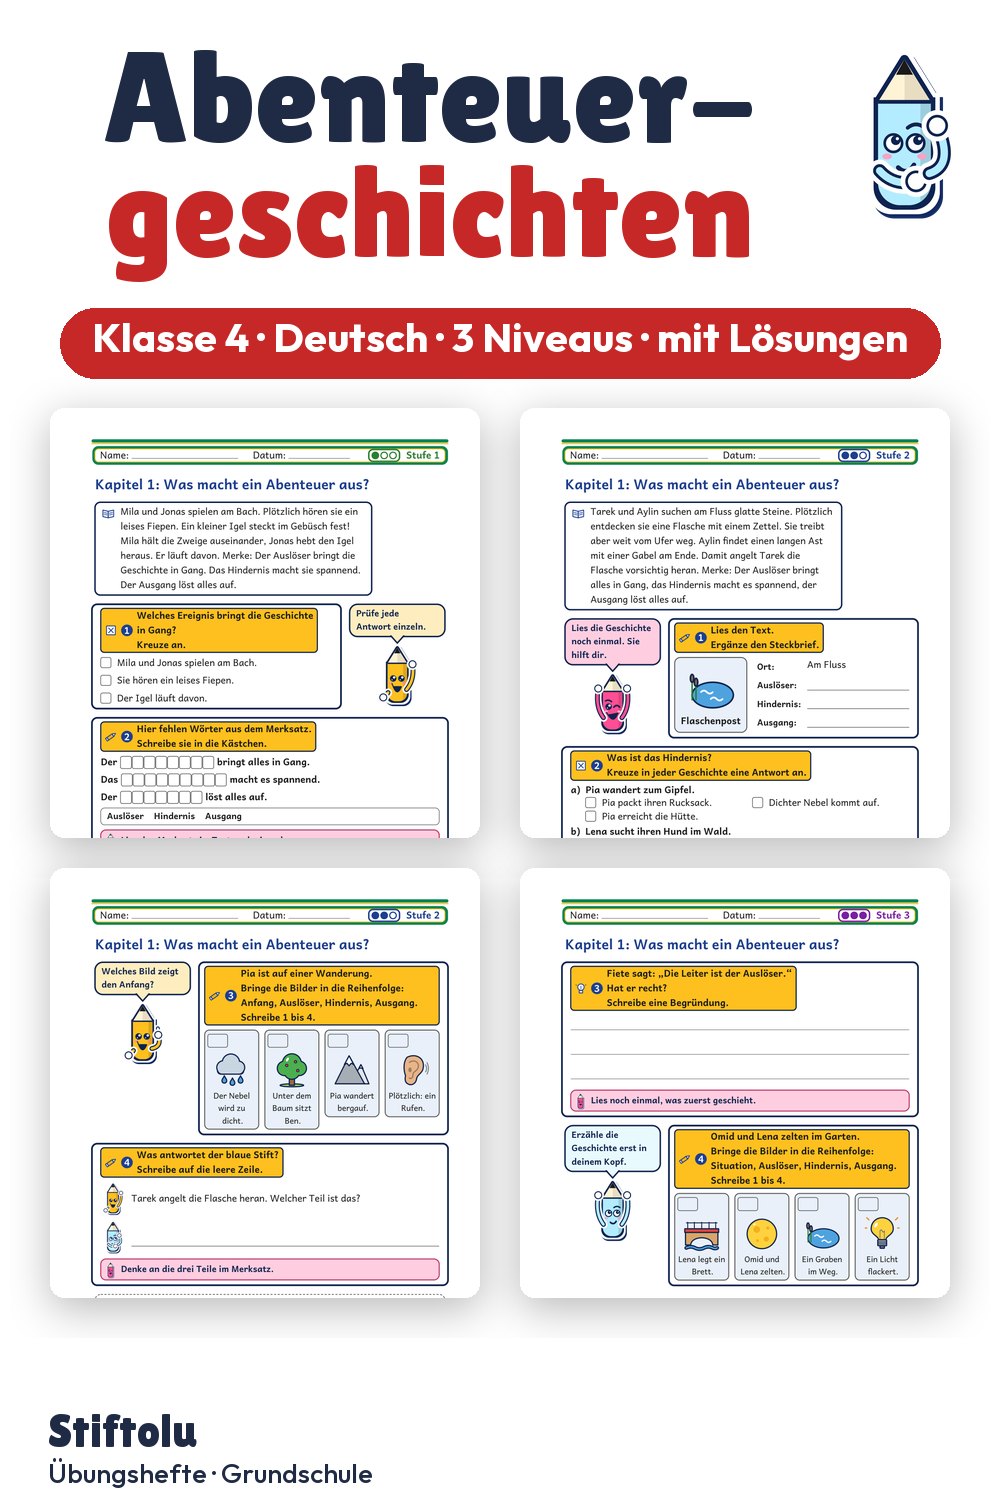 Abenteuer-
geschichten
Klasse 4 · Deutsch · 3 Niveaus · mit Lösungen
Name: Datum: Stufe 1
Kapitel 1: Was macht ein Abenteuer aus?
Mila und Jonas spielen am Bach. Plötzlich hören sie ein
leises Fiepen. Ein kleiner Igel steckt im Gebüsch fest!
Mila hält die Zweige auseinander, Jonas hebt den Igel
heraus. Er läuft davon. Merke: Der Auslöser bringt die
Geschichte in Gang. Das Hindernis macht sie spannend.
Der Ausgang löst alles auf.
1 Welches Ereignis bringt die Geschichte
in Gang?
Kreuze an.
Mila und Jonas spielen am Bach.
Sie hören ein leises Fiepen.
Der Igel läuft davon.
Prüfe jede
Antwort einzeln.
2 Hier fehlen Wörter aus dem Merksatz.
Schreibe sie in die Kästchen.
Der bringt alles in Gang.
Das macht es spannend.
Der löst alles auf.
Auslöser Hindernis Ausgang
Name: Datum: Stufe 2
Kapitel 1: Was macht ein Abenteuer aus?
Tarek und Aylin suchen am Fluss glatte Steine. Plötzlich
entdecken sie eine Flasche mit einem Zettel. Sie treibt
aber weit vom Ufer weg. Aylin findet einen langen Ast
mit einer Gabel am Ende. Damit angelt Tarek die
Flasche vorsichtig heran. Merke: Der Auslöser bringt
alles in Gang, das Hindernis macht es spannend, der
Ausgang löst alles auf.
Lies die Geschichte
noch einmal. Sie
hilft dir.
1 Lies den Text.
Ergänze den Steckbrief.
Flaschenpost
Ort: Am Fluss
Auslöser:
Hindernis:
Ausgang:
2 Was ist das Hindernis?
Kreuze in jeder Geschichte eine Antwort an.
a) Pia wandert zum Gipfel.
Pia packt ihren Rucksack. Dichter Nebel kommt auf.
Pia erreicht die Hütte.
b) Lena sucht ihren Hund im Wald.
Name: Datum: Stufe 2
Kapitel 1: Was macht ein Abenteuer aus?
Welches Bild zeigt
den Anfang?
3 Pia ist auf einer Wanderung.
Bringe die Bilder in die Reihenfolge:
Anfang, Auslöser, Hindernis, Ausgang.
Schreibe 1 bis 4.
Der Nebel
wird zu
dicht.
Unter dem
Baum sitzt
Ben.
Pia wandert
bergauf.
Plötzlich: ein
Rufen.
4 Was antwortet der blaue Stift?
Schreibe auf die leere Zeile.
Tarek angelt die Flasche heran. Welcher Teil ist das?
Denke an die drei Teile im Merksatz.
Name: Datum: Stufe 3
Kapitel 1: Was macht ein Abenteuer aus?
3 Fiete sagt: „Die Leiter ist der Auslöser.“
Hat er recht?
Schreibe eine Begründung.
Lies noch einmal, was zuerst geschieht.
Erzähle die
Geschichte erst in
deinem Kopf.
4 Omid und Lena zelten im Garten.
Bringe die Bilder in die Reihenfolge:
Situation, Auslöser, Hindernis, Ausgang.
Schreibe 1 bis 4.
Lena legt ein
Brett.
Omid und
Lena zelten.
Ein Graben
im Weg.
Ein Licht
flackert.
Stiftolu
Übungshefte · Grundschule